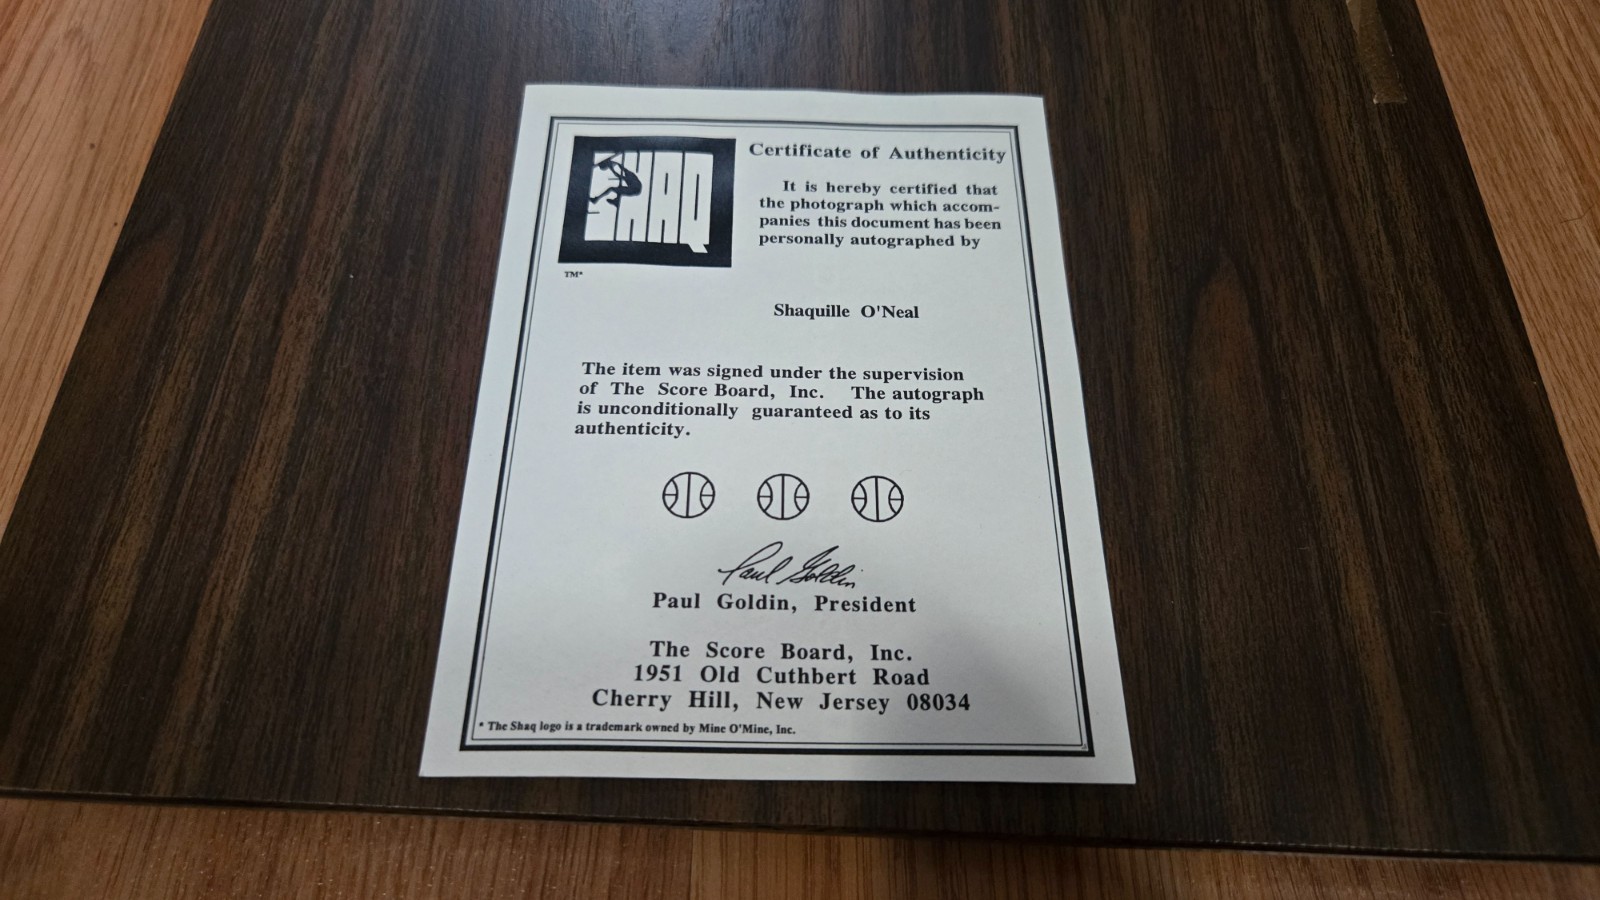 SHAQ
TM*
Certificate of Authenticity
It is hereby certified that
the photograph which accom-
panies this document has been
personally autographed by
Shaquille O'Neal
The item was signed under the supervision
of The Score Board, Inc. The autograph
is unconditionally guaranteed as to its
authenticity.
Paul Goldin
Paul Goldin, President
The Score Board, Inc.
1951 Old Cuthbert Road
Cherry Hill, New Jersey 08034
* The Shaq logo is a trademark owned by Mine O'Mine, Inc.